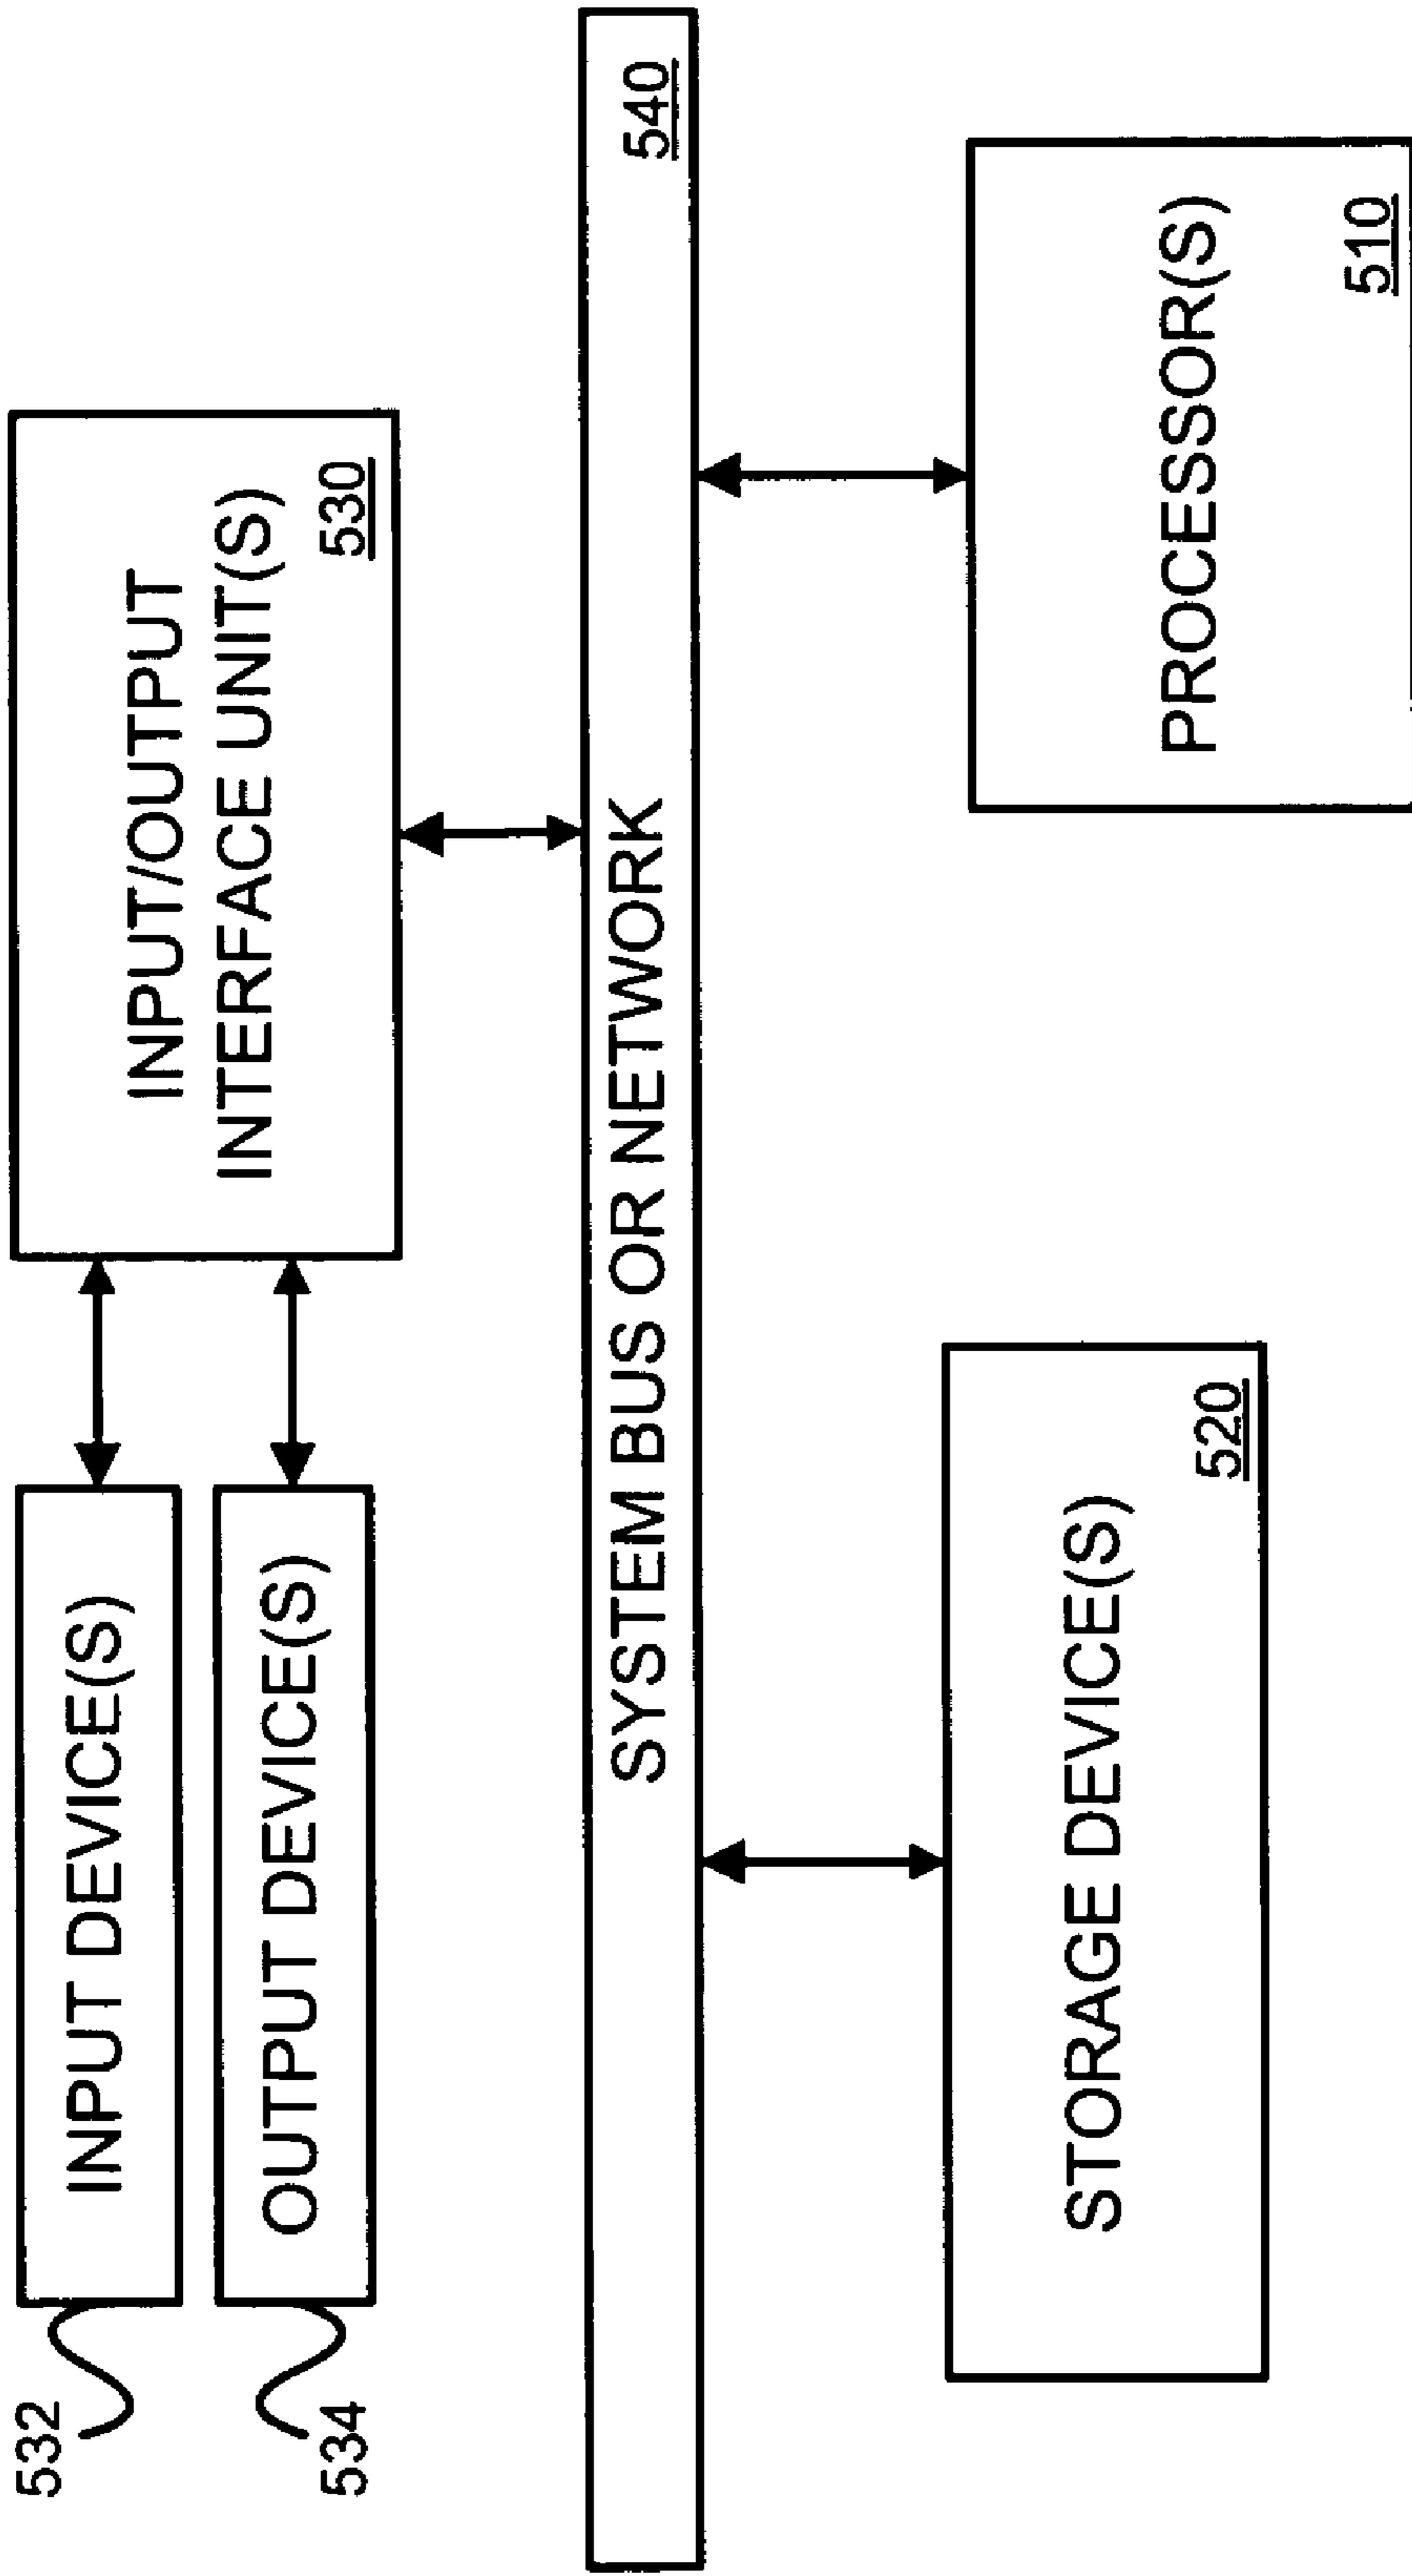 532
INPUT DEVICE(S)
534
OUTPUT DEVICE(S)
INPUT/OUTPUT
INTERFACE UNIT(S)
530
SYSTEM BUS OR NETWORK
540
STORAGE DEVICE(S)
520
PROCESSOR(S)
510